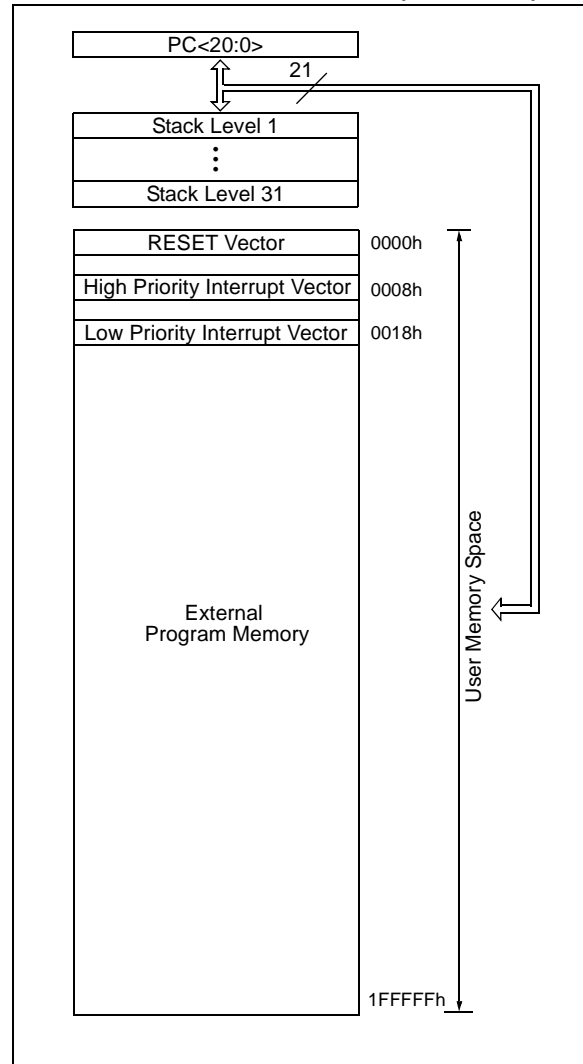 PC<20:0>
21
Stack Level 1
Stack Level 31
RESET Vector
0000h
High Priority Interrupt Vector
0008h
Low Priority Interrupt Vector
0018h
External
Program Memory
User Memory Space
1FFFFFh